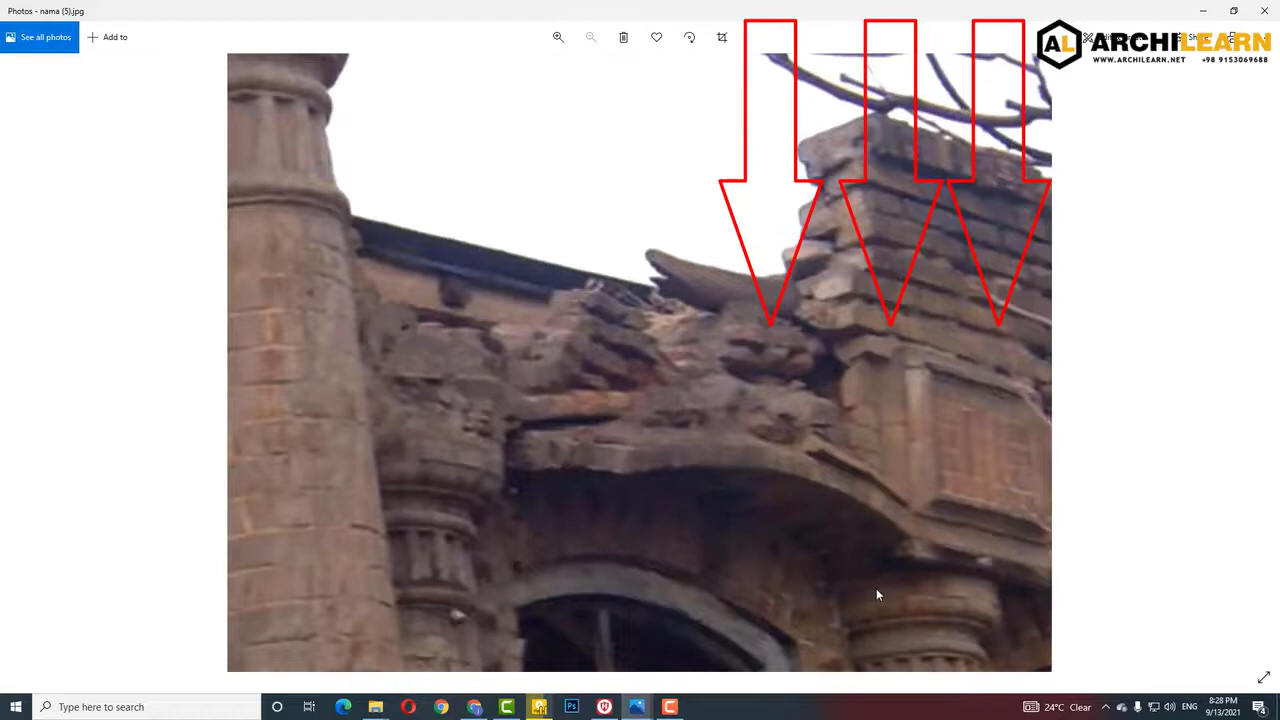 Photos - nama (5).jpg
See all photos
Add to
ARCHILEARN
WWW.ARCHILEARN.NET +98 9153069688
Type here to search
24°C Clear
ENG
8:28 PM
9/13/2021
4